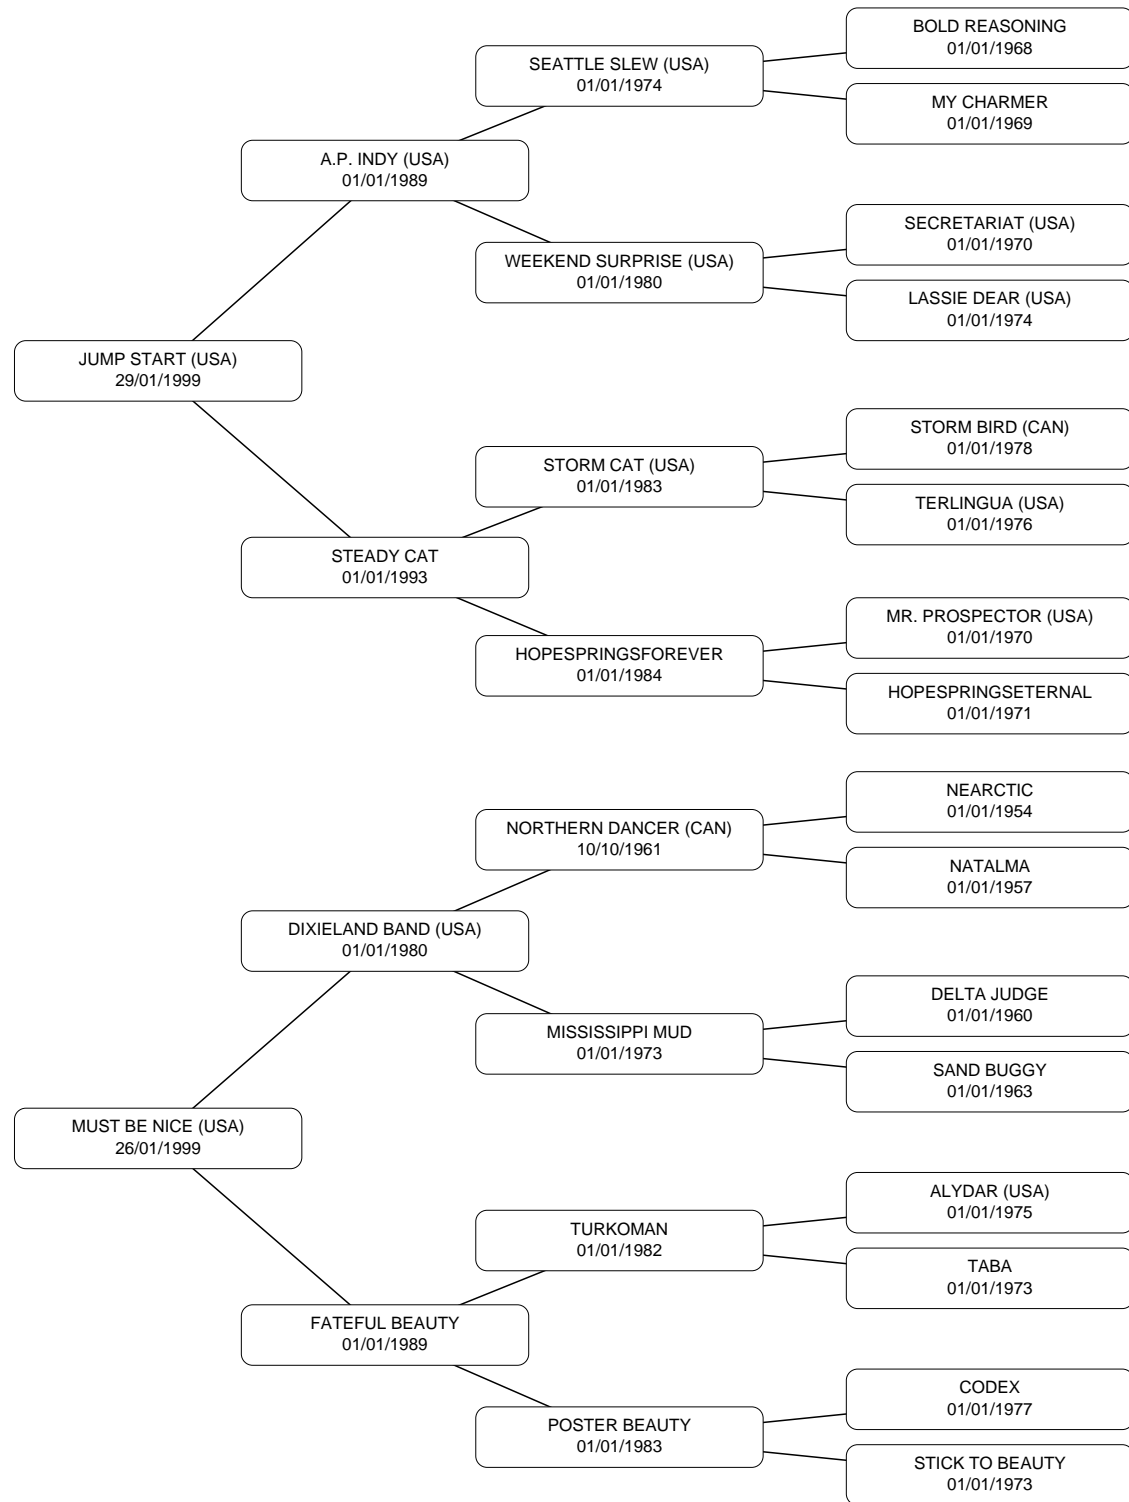 BOLD REASONING
01/01/1968
SEATTLE SLEW (USA)
01/01/1974
MY CHARMER
01/01/1969
A.P. INDY (USA)
01/01/1989
SECRETARIAT (USA)
01/01/1970
WEEKEND SURPRISE (USA)
01/01/1980
LASSIE DEAR (USA)
01/01/1974
JUMP START (USA)
29/01/1999
STORM BIRD (CAN)
01/01/1978
STORM CAT (USA)
01/01/1983
TERLINGUA (USA)
01/01/1976
STEADY CAT
01/01/1993
MR. PROSPECTOR (USA)
01/01/1970
HOPESPRINGSFOREVER
01/01/1984
HOPESPRINGSETERNAL
01/01/1971
NEARCTIC
01/01/1954
NORTHERN DANCER (CAN)
10/10/1961
NATALMA
01/01/1957
DIXIELAND BAND (USA)
01/01/1980
DELTA JUDGE
01/01/1960
MISSISSIPPI MUD
01/01/1973
SAND BUGGY
01/01/1963
MUST BE NICE (USA)
26/01/1999
ALYDAR (USA)
01/01/1975
TURKOMAN
01/01/1982
TABA
01/01/1973
FATEFUL BEAUTY
01/01/1989
CODEX
01/01/1977
POSTER BEAUTY
01/01/1983
STICK TO BEAUTY
01/01/1973